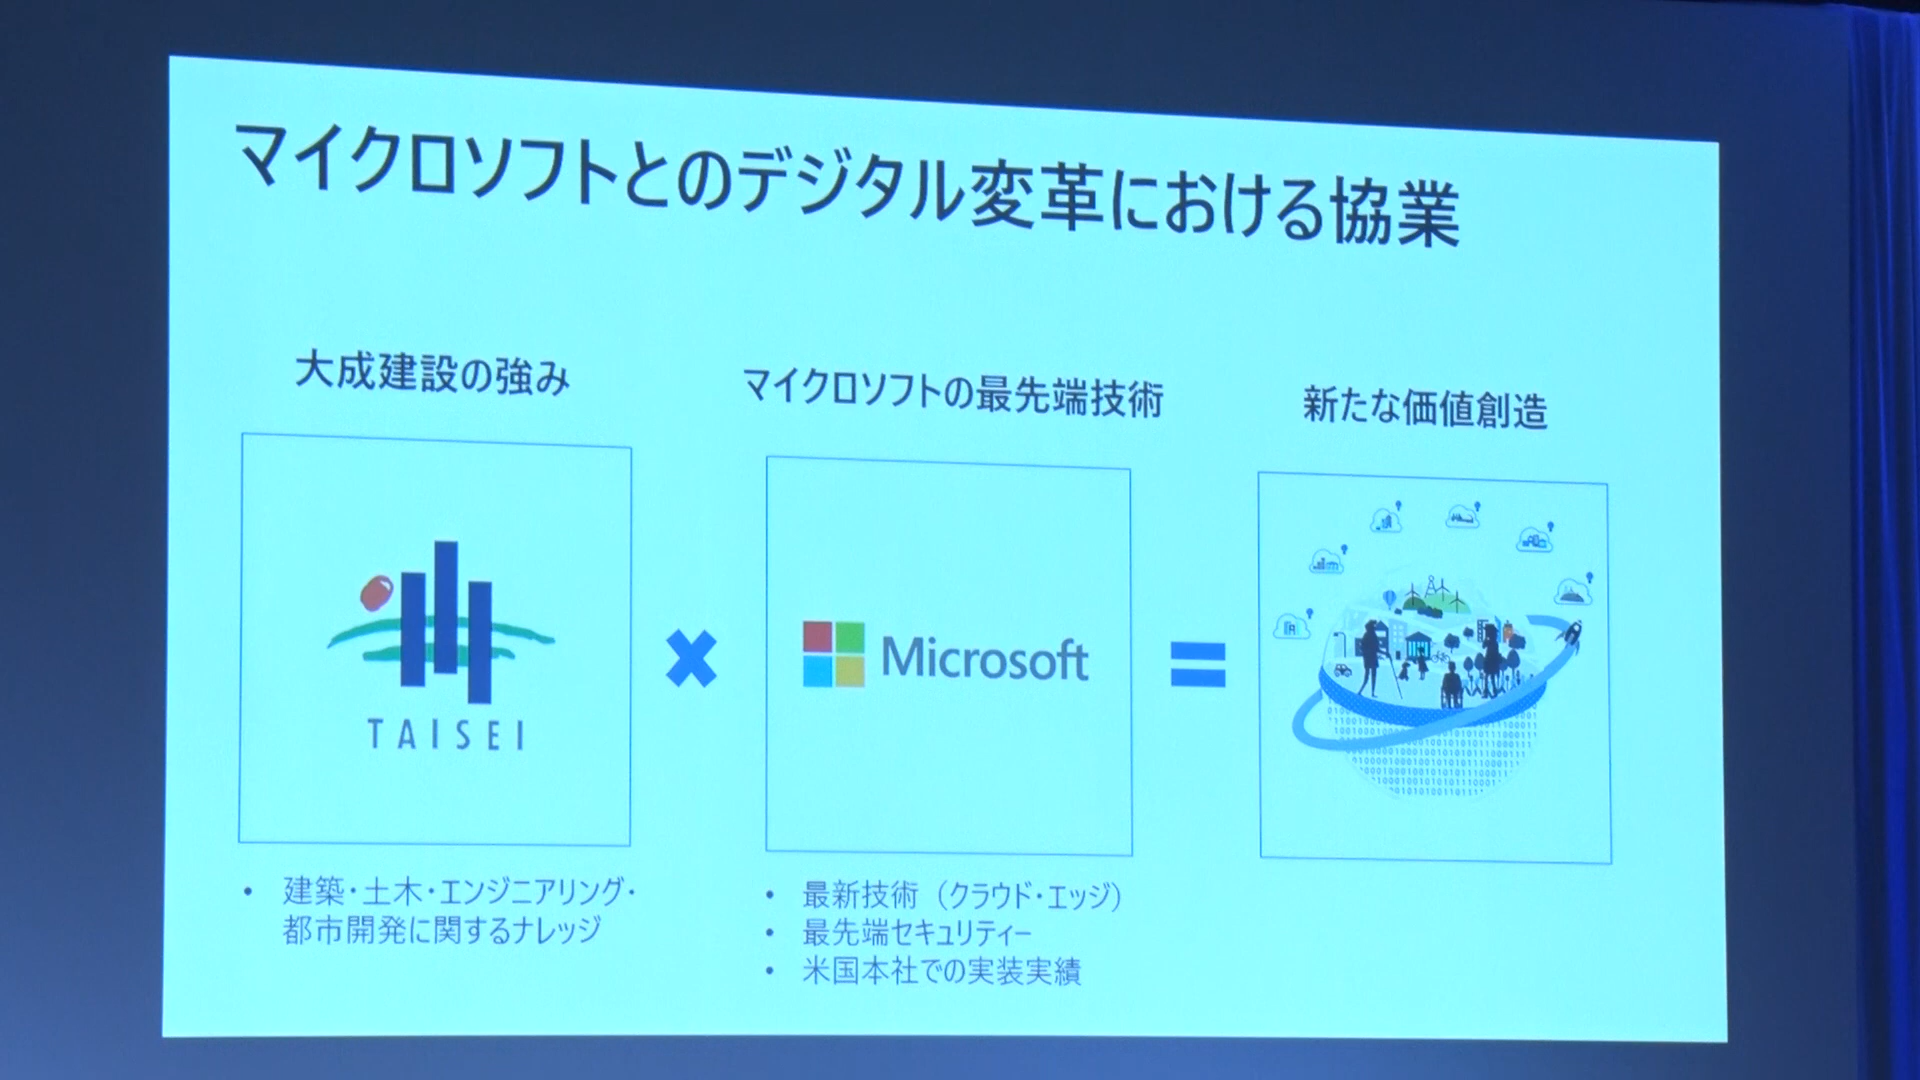 マイクロソフトとのデジタル変革における協業
大成建設の強み
マイクロソフトの最先端技術
新たな価値創造
TAISEI
Microsoft
• 建築・土木・エンジニアリング・
都市開発に関するナレッジ
• 最新技術（クラウド・エッジ）
• 最先端セキュリティー
• 米国本社での実装実績